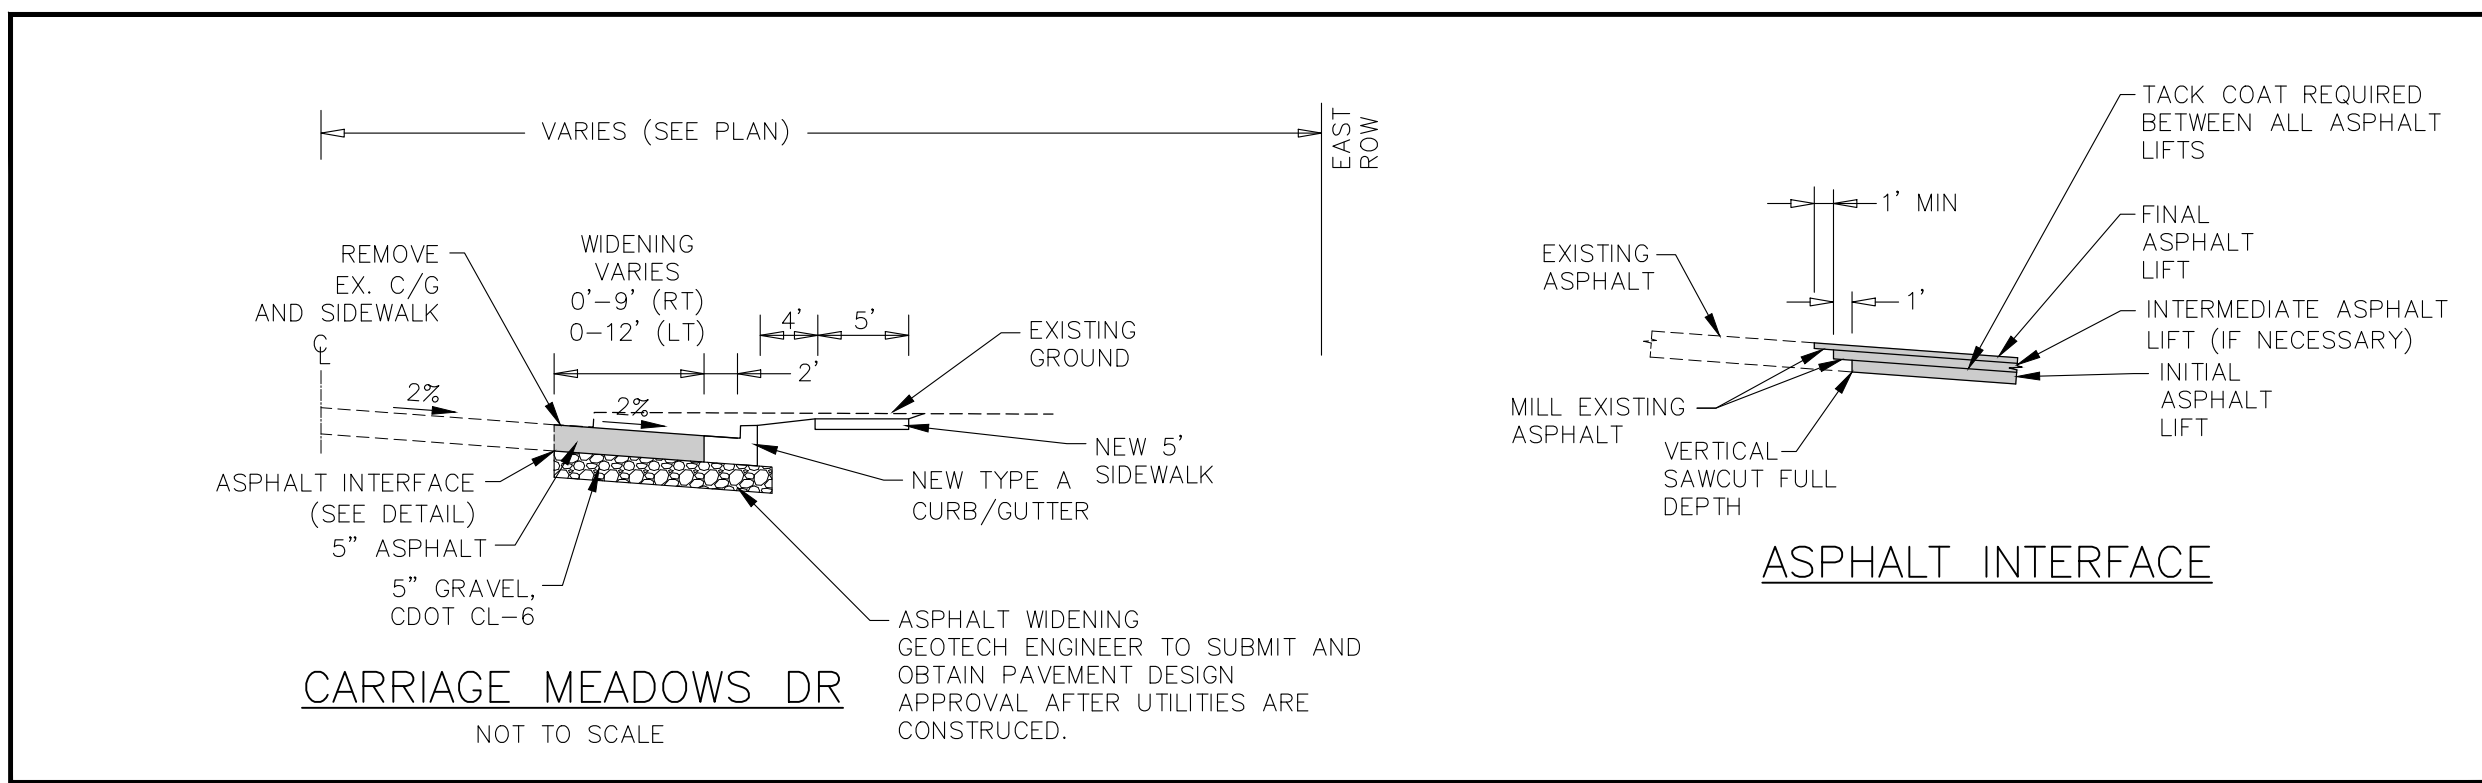 VARIES (SEE PLAN)
EAST
ROW
REMOVE
EX. C/G
AND SIDEWALK
WIDENING
VARIES
0'-9' (RT)
0-12' (LT)
4'
5'
2'
EXISTING
GROUND
℄
2%
2%
NEW 5'
SIDEWALK
NEW TYPE A
CURB/GUTTER
ASPHALT INTERFACE
(SEE DETAIL)
5" ASPHALT
5" GRAVEL,
CDOT CL-6
ASPHALT WIDENING
GEOTECH ENGINEER TO SUBMIT AND
OBTAIN PAVEMENT DESIGN
APPROVAL AFTER UTILITIES ARE
CONSTRUCED.
CARRIAGE MEADOWS DR
NOT TO SCALE
TACK COAT REQUIRED
BETWEEN ALL ASPHALT
LIFTS
1' MIN
FINAL
ASPHALT
LIFT
EXISTING
ASPHALT
1'
INTERMEDIATE ASPHALT
LIFT (IF NECESSARY)
INITIAL
ASPHALT
LIFT
MILL EXISTING
ASPHALT
VERTICAL
SAWCUT FULL
DEPTH
ASPHALT INTERFACE